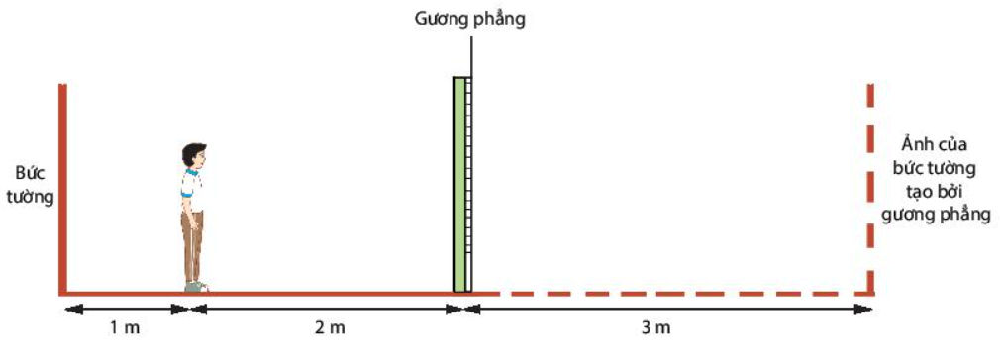 Gương phẳng
Bức
tường
Ảnh của
bức tường
tạo bởi
gương phẳng
1 m
2 m
3 m